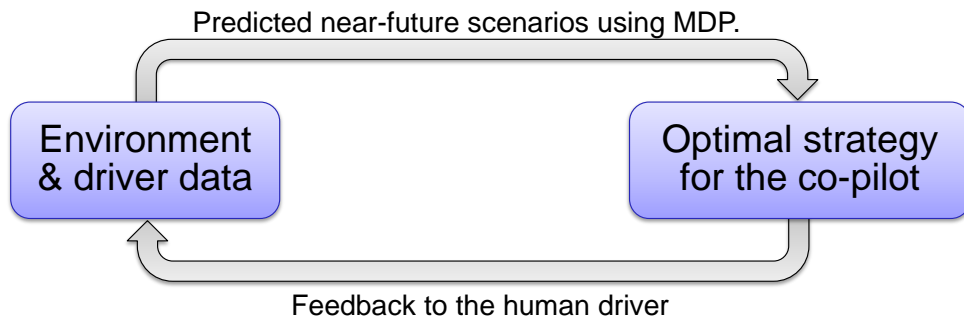 Predicted near-future scenarios using MDP.
Environment
& driver data
Optimal strategy
for the co-pilot
Feedback to the human driver